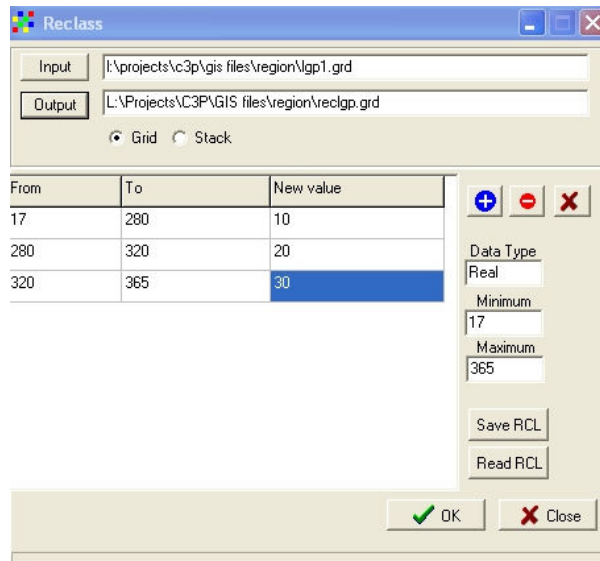 Reclass
Input l:\projects\c3p\gis files\region\lgp1.grd
Output L:\Projects\C3P\GIS files\region\reclgp.grd
Grid Stack
From To New value
17 280 10
280 320 20
320 365 30
Data Type
Real
Minimum
17
Maximum
365
Save RCL
Read RCL
OK Close